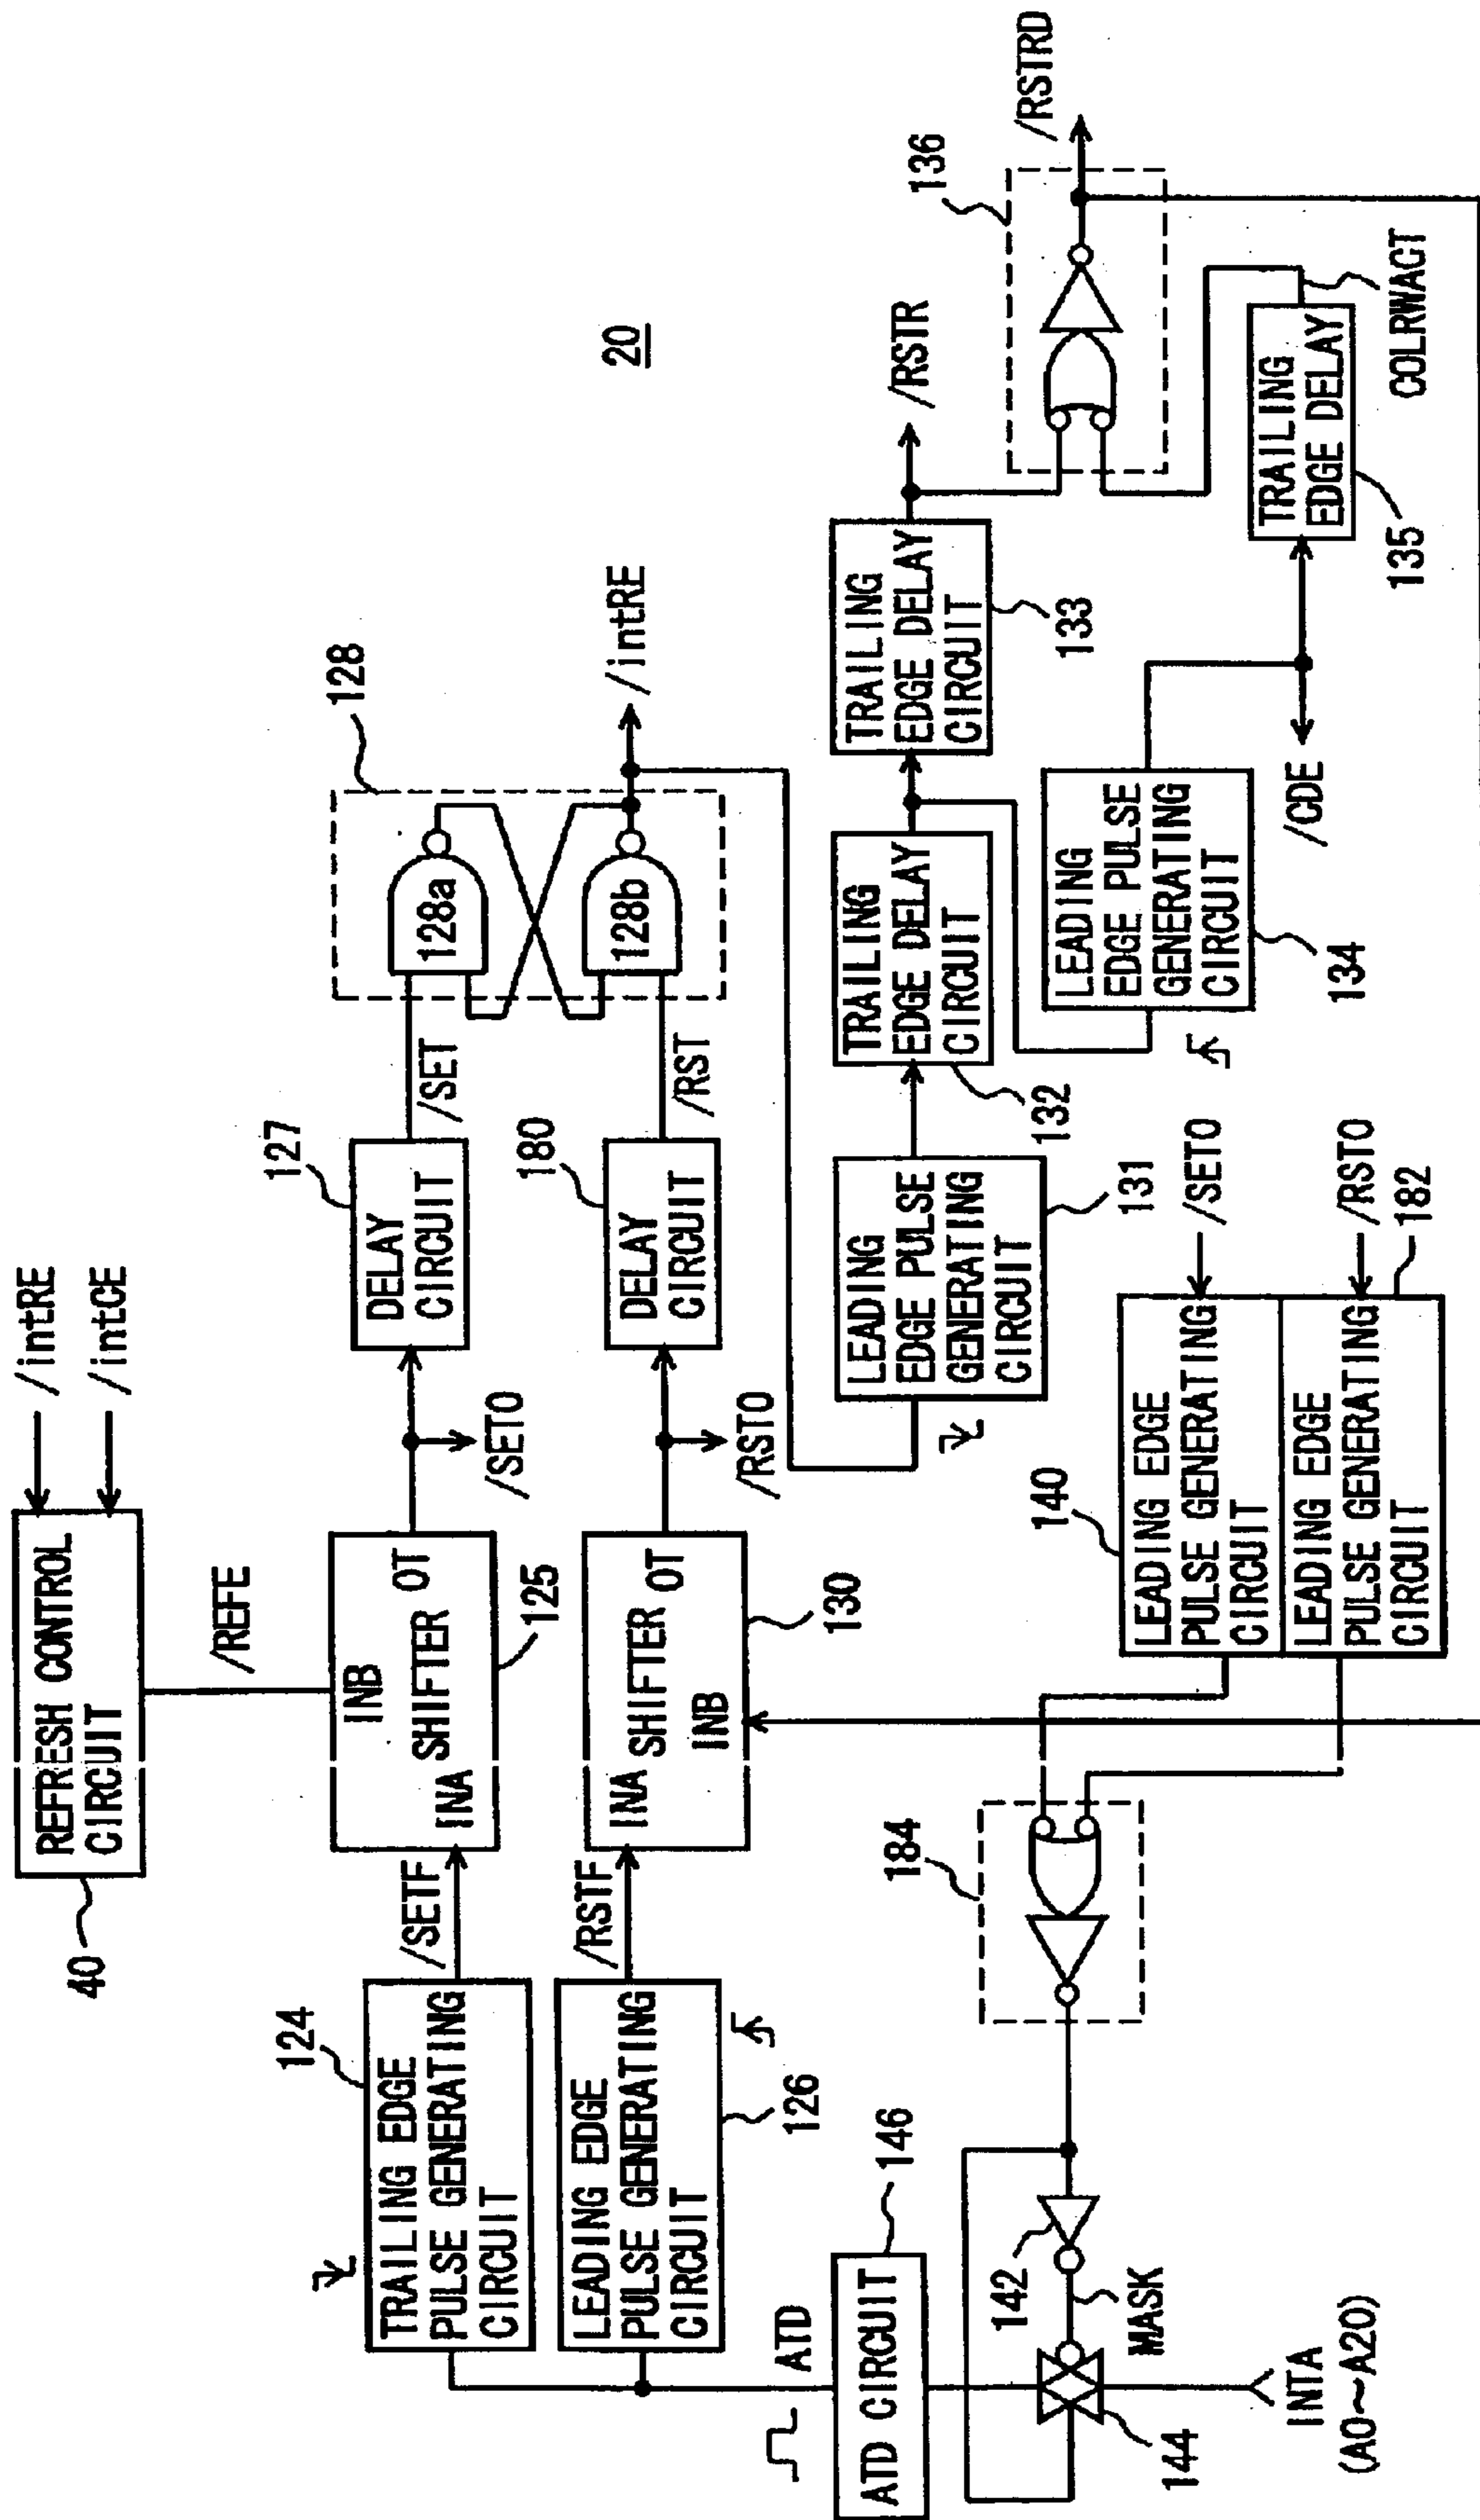 /intRE
/intCE
REFRESH CONTROL
CIRCUIT
40
/REFE
124
TRAILING EDGE
PULSE GENERATING
CIRCUIT
/SETF
INB
INA SHIFTER OT
125
/SETO
127
DELAY
CIRCUIT
/SET
128
128a
128b
/intRE
20
LEADING EDGE
PULSE GENERATING
CIRCUIT
126
/RSTF
INA SHIFTER OT
INB
130
/RSTO
180
DELAY
CIRCUIT
/RST
ATD
ATD CIRCUIT
146
LEADING
EDGE PULSE
GENERATING
CIRCUIT
131
TRAILING
EDGE DELAY
CIRCUIT
132
TRAILING
EDGE DELAY
CIRCUIT
133
/RSTR
136
/RSTRD
LEADING
EDGE PULSE
GENERATING
CIRCUIT
134
/CDE
TRAILING
EDGE DELAY
135
COLRWACT
184
140
LEADING EDGE
PULSE GENERATING
CIRCUIT
/SETO
LEADING EDGE
PULSE GENERATING
CIRCUIT
/RSTO
182
142
MASK
144
INTA
(A0~A20)